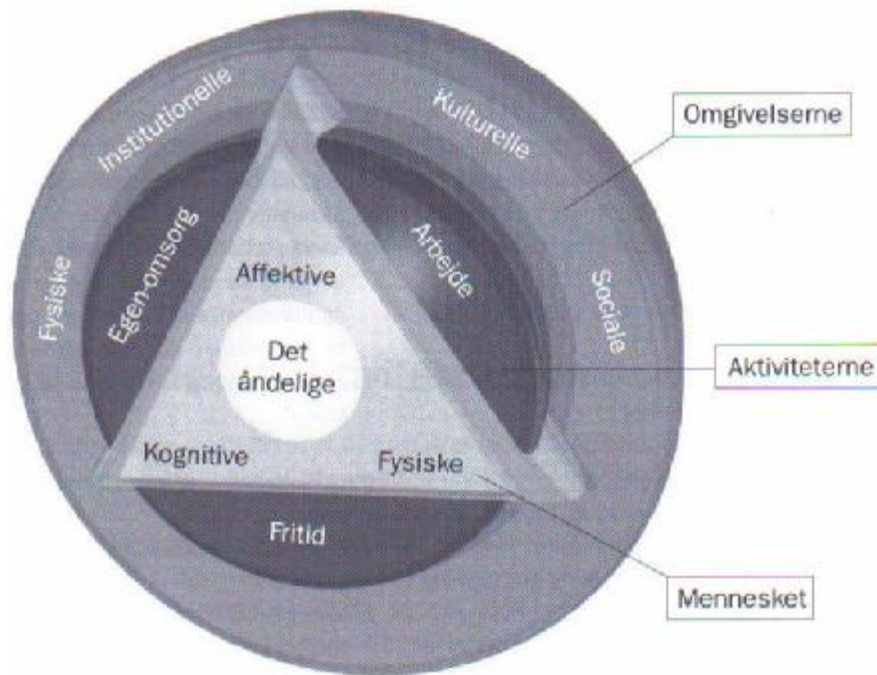 Institutionelle
Kulturelle
Omgivelserne
Fysiske
Egen-omsorg
Arbejde
Sociale
Affektive
Det
åndelige
Aktiviteterne
Kognitive
Fysiske
Fritid
Mennesket